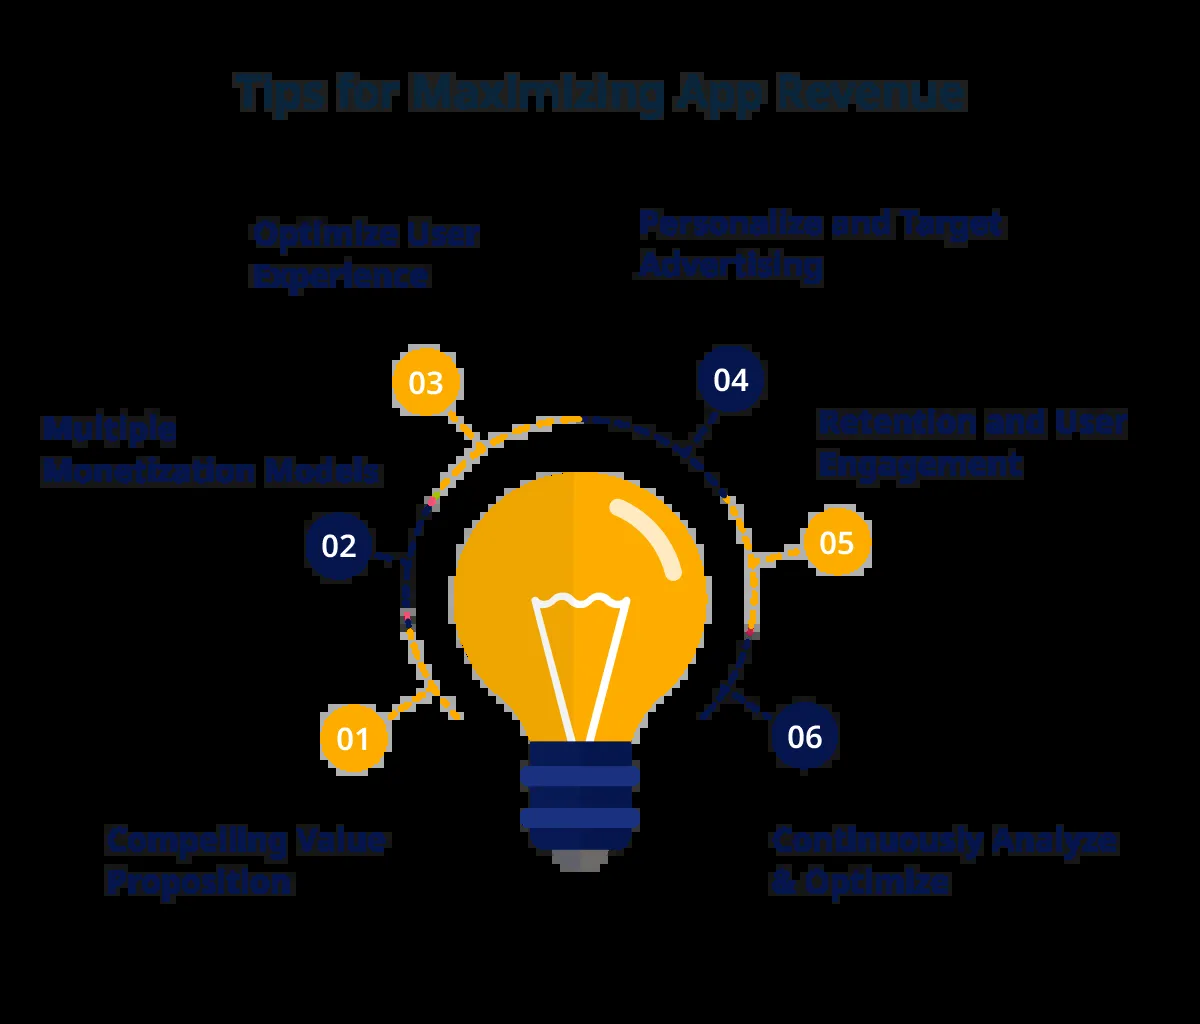 Tips for Maximizing App Revenue
Optimize User
Experience
Personalize and Target
Advertising
03
04
Multiple
Monetization Models
Retention and User
Engagement
02
05
01
06
Compelling Value
Proposition
Continuously Analyze
& Optimize